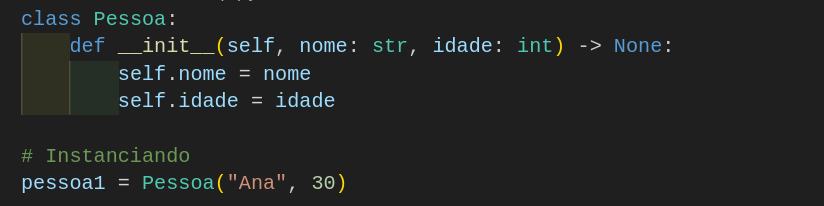 class Pessoa:
    def __init__(self, nome: str, idade: int) -> None:
        self.nome = nome
        self.idade = idade
# Instanciando
pessoa1 = Pessoa("Ana", 30)